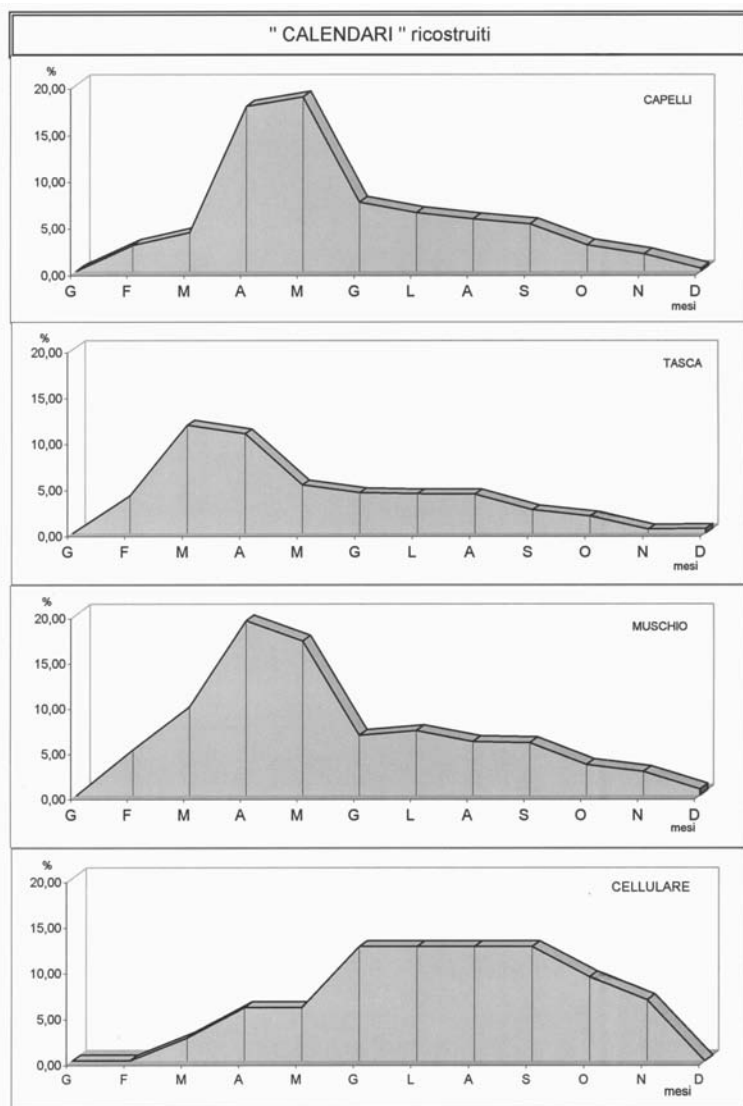 " CALENDARI " ricostruiti
%
CAPELLI
20,00
15,00
10,00
5,00
0,00
G F M A M G L A S O N D
mesi
%
TASCA
20,00
15,00
10,00
5,00
0,00
G F M A M G L A S O N D
mesi
%
MUSCHIO
20,00
15,00
10,00
5,00
0,00
G F M A M G L A S O N D
mesi
%
CELLULARE
20,00
15,00
10,00
5,00
0,00
G F M A M G L A S O N D
mesi